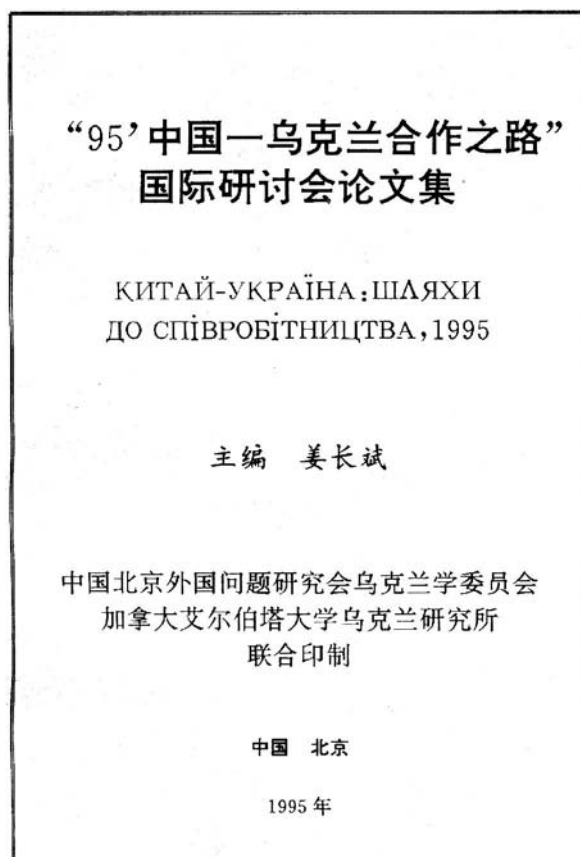 “95’中国—乌克兰合作之路”
国际研讨会论文集
КИТАЙ-УКРАЇНА:ШЛЯХИ
ДО СПІВРОБІТНИЦТВА,1995
主编 姜长斌
中国北京外国问题研究会乌克兰学委员会
加拿大艾尔伯塔大学乌克兰研究所
联合印制
中国 北京
1995年